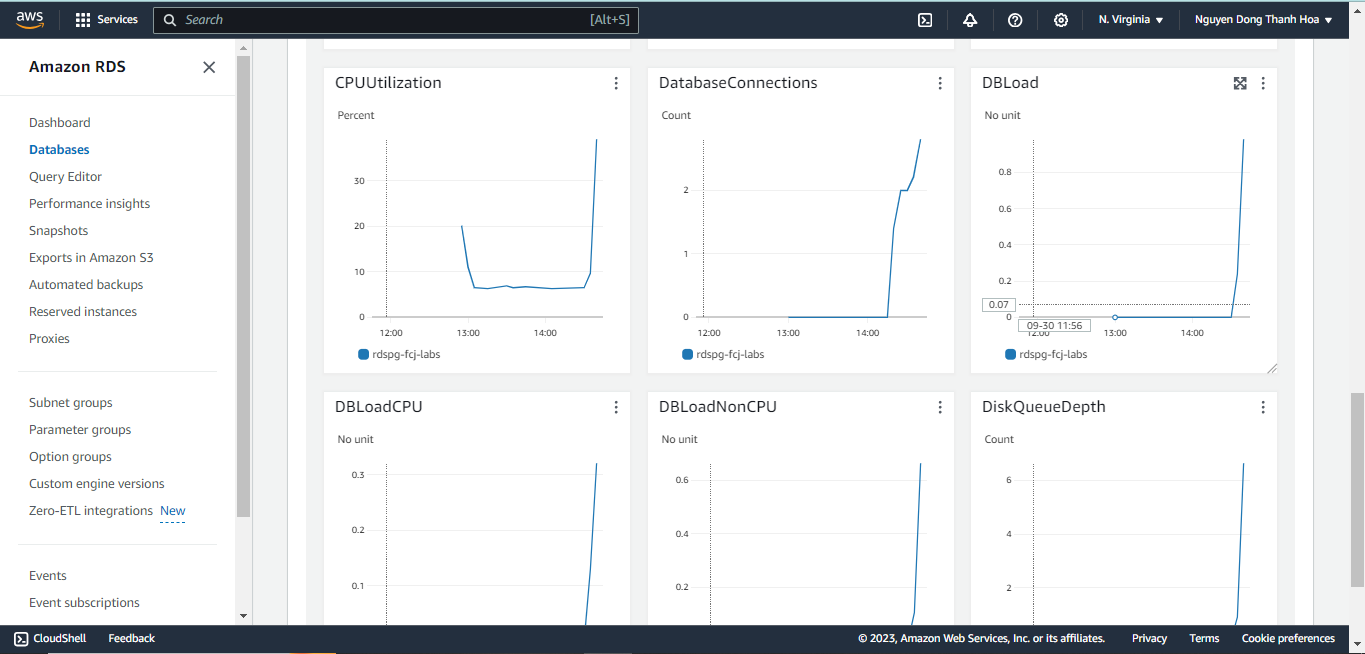 aws
Services
Search
[Alt+S]
N. Virginia
Nguyen Dong Thanh Hoa
Amazon RDS
Dashboard
Databases
Query Editor
Performance insights
Snapshots
Exports in Amazon S3
Automated backups
Reserved instances
Proxies
Subnet groups
Parameter groups
Option groups
Custom engine versions
Zero-ETL integrations New
Events
Event subscriptions
CPUUtilization
Percent
30
20
10
0
12:00 13:00 14:00
rdspg-fcj-labs
DatabaseConnections
Count
2
1
0
12:00 13:00 14:00
rdspg-fcj-labs
DBLoad
No unit
0.8
0.6
0.4
0.2
0.07
0
09-30 11:56
12:00 13:00 14:00
rdspg-fcj-labs
DBLoadCPU
No unit
0.3
0.2
0.1
DBLoadNonCPU
No unit
0.6
0.4
0.2
DiskQueueDepth
Count
6
4
2
CloudShell
Feedback
© 2023, Amazon Web Services, Inc. or its affiliates.
Privacy
Terms
Cookie preferences